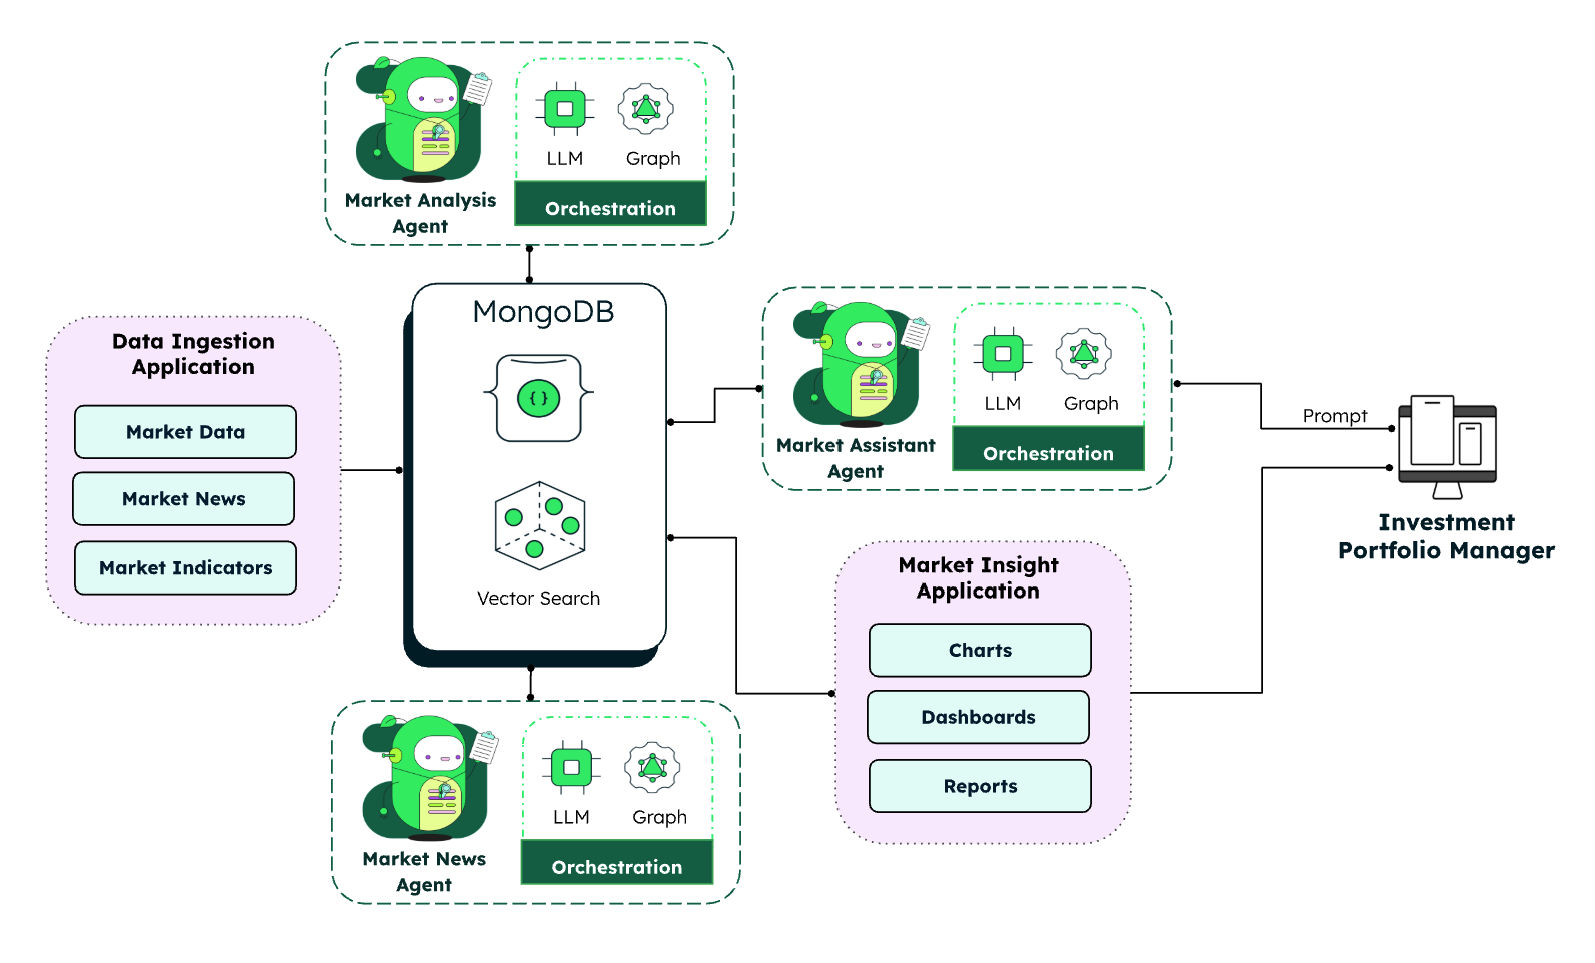 LLM
Graph
Market Analysis
Agent
Orchestration
Data Ingestion
Application
Market Data
Market News
Market Indicators
MongoDB
{ }
Vector Search
LLM
Graph
Market Assistant
Agent
Orchestration
Prompt
Investment
Portfolio Manager
Market Insight
Application
Charts
Dashboards
Reports
LLM
Graph
Market News
Agent
Orchestration